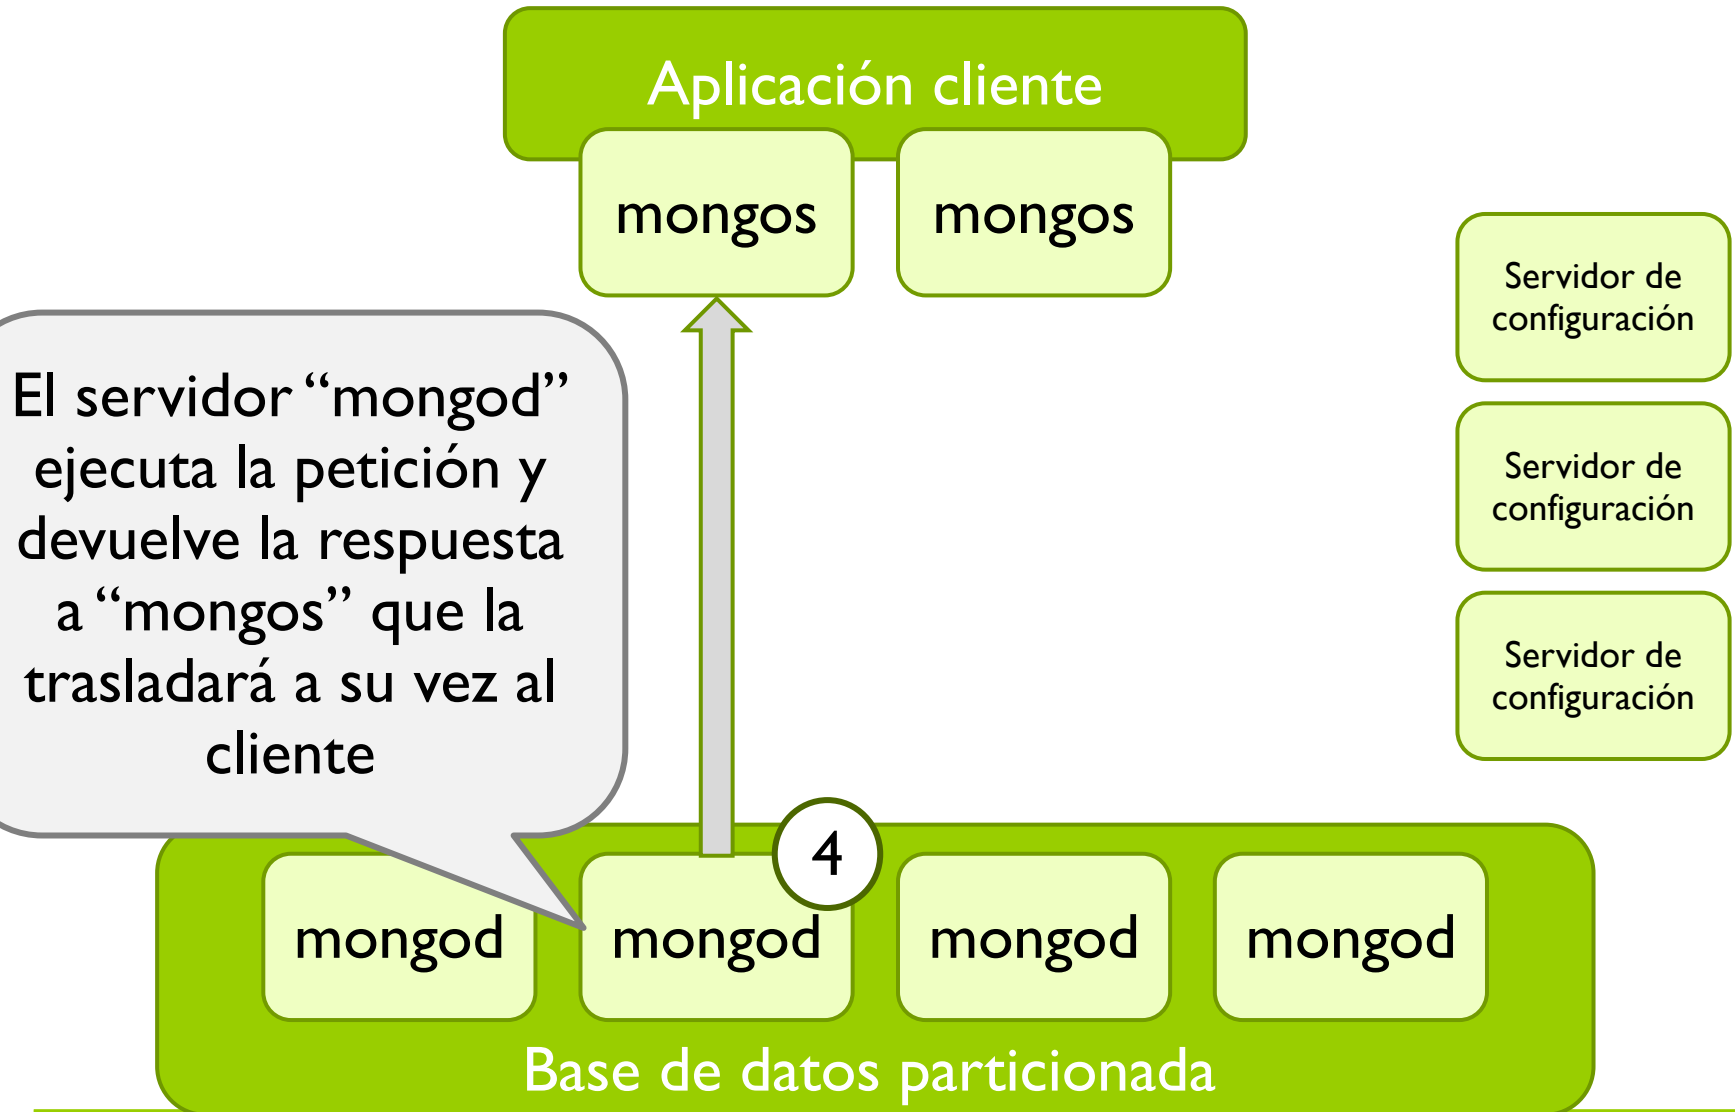 Aplicación cliente
mongos
mongos
Servidor de
configuración
Servidor de
configuración
Servidor de
configuración
El servidor “mongod”
ejecuta la petición y
devuelve la respuesta
a “mongos” que la
trasladará a su vez al
cliente
4
mongod
mongod
mongod
mongod
Base de datos particionada